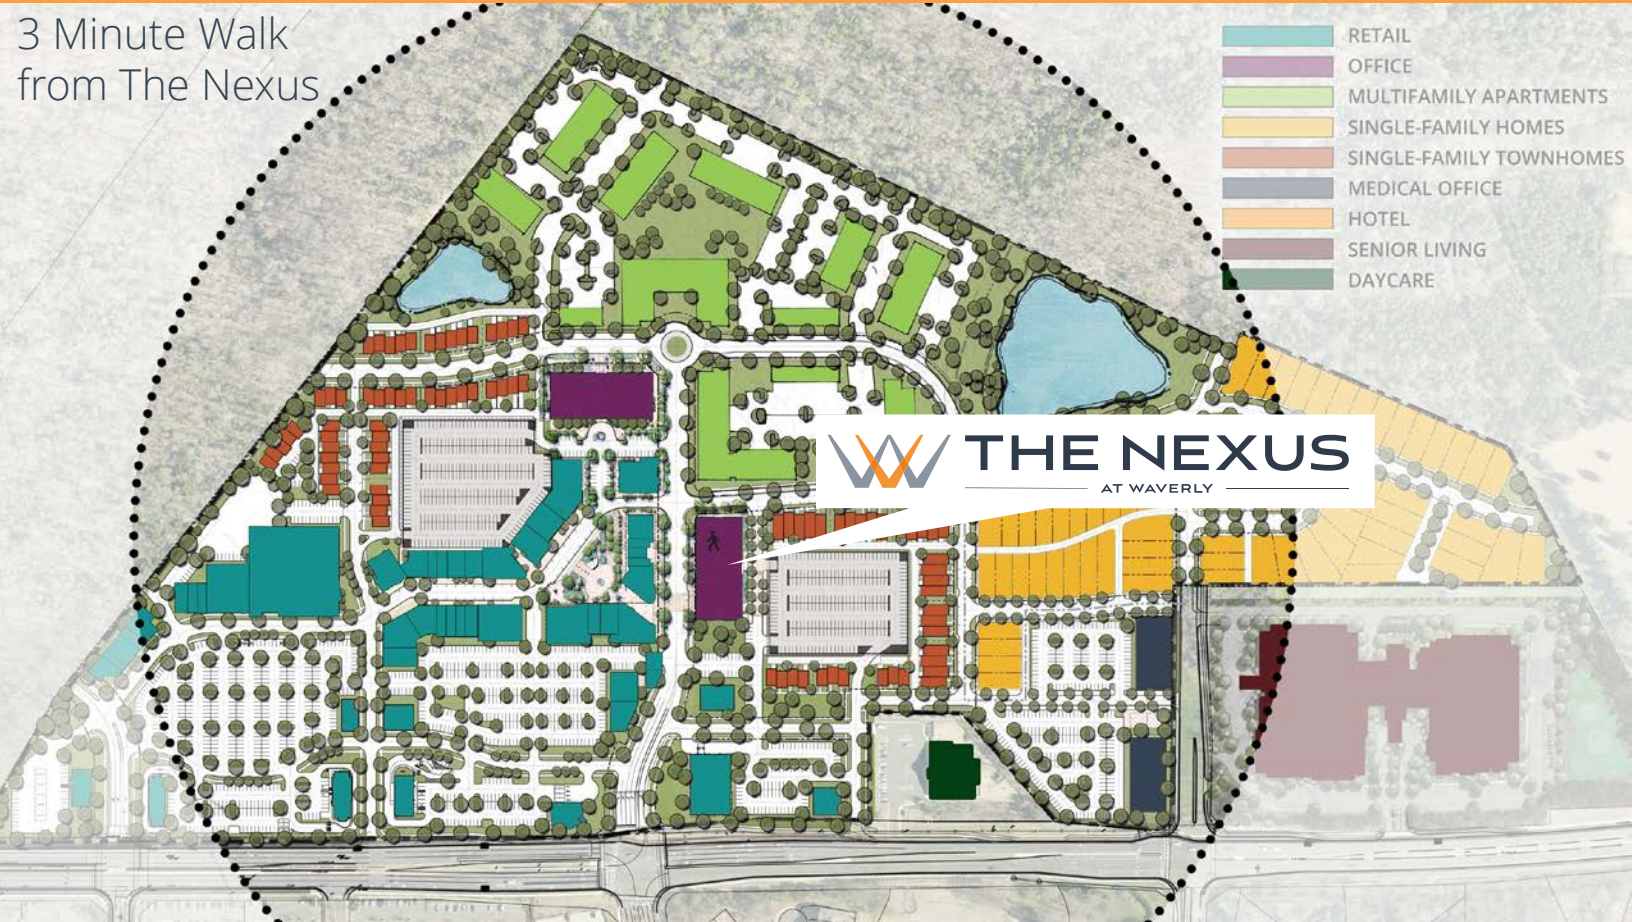 3 Minute Walk
from The Nexus
RETAIL
OFFICE
MULTIFAMILY APARTMENTS
SINGLE-FAMILY HOMES
SINGLE-FAMILY TOWNHOMES
MEDICAL OFFICE
HOTEL
SENIOR LIVING
DAYCARE
THE NEXUS
AT WAVERLY